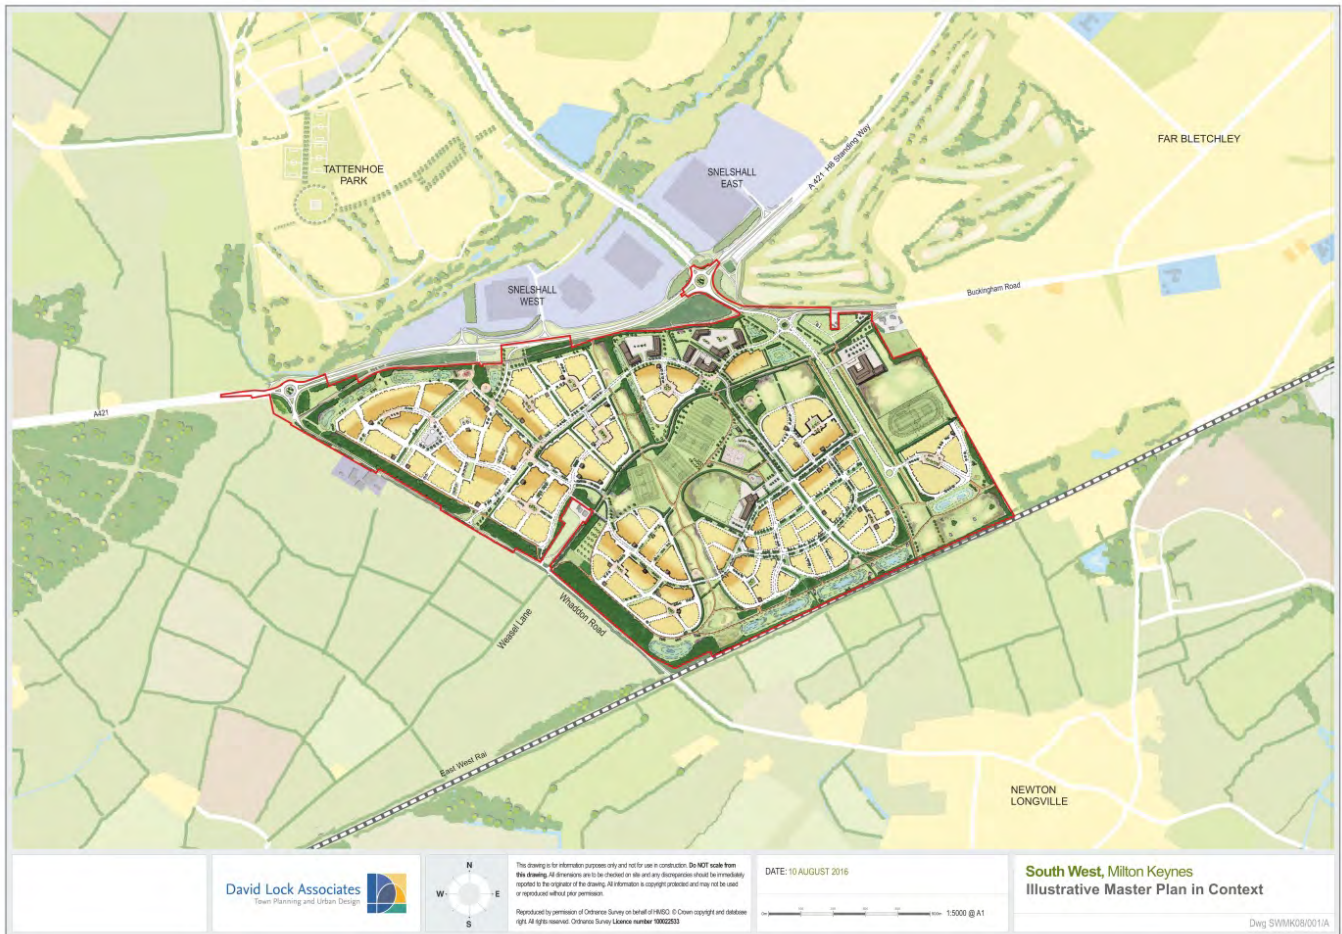 TATTENHOE
PARK
SNELSHALL
EAST
A 421 H8 Standing Way
FAR BLETCHLEY
SNELSHALL
WEST
Buckingham Road
A421
Weasel Lane
Whaddon Road
East West Rai
NEWTON
LONGVILLE
David Lock Associates
Town Planning and Urban Design
N
W
E
S
This drawing is for information purposes only and not for use in construction. Do NOT scale from
this drawing. All dimensions are to be checked on site and any discrepancies should be immediately
reported to the originator of the drawing. All information is copyright protected and may not be used
or reproduced without prior permission.
Reproduced by permission of Ordnance Survey on behalf of HMSO. © Crown copyright and database
right. All rights reserved. Ordnance Survey Licence number 100022533
DATE: 10 AUGUST 2016
1:5000 @ A1
South West, Milton Keynes
Illustrative Master Plan in Context
Dwg SWMK08/001/A